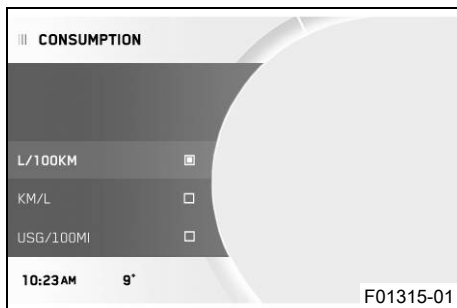 CONSUMPTION
L/100KM
KM/L
USG/100MI
10:23AM 9°
F01315-01